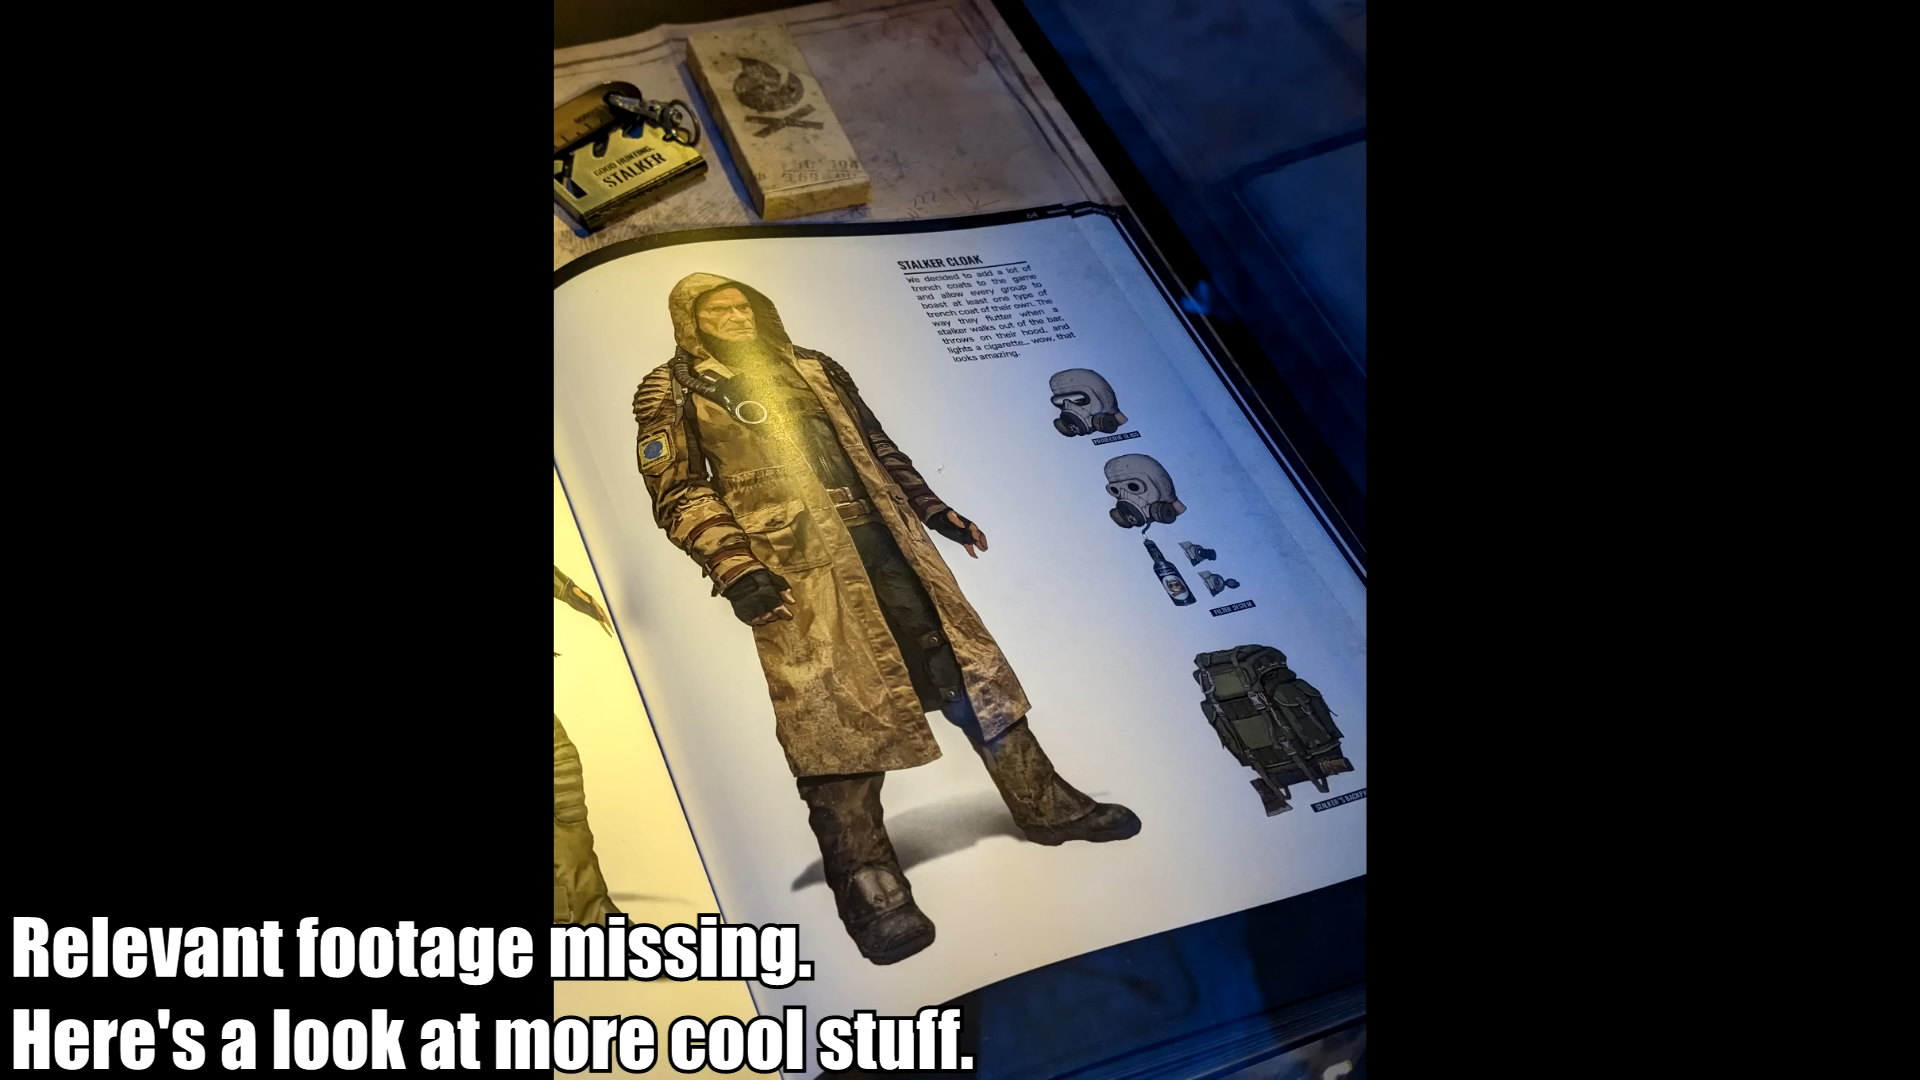 GOOD HUNTING,
STALKER
64
STALKER CLOAK
We decided to add a lot of
trench coats to the game
and allow every group to
boast at least one type of
trench coat of their own. The
way they flutter when a
stalker walks out of the bar,
throws on their hood, and
lights a cigarette... wow, that
looks amazing.
FILTER SYSTEM
STALKER'S
Relevant footage missing.
Here's a look at more cool stuff.